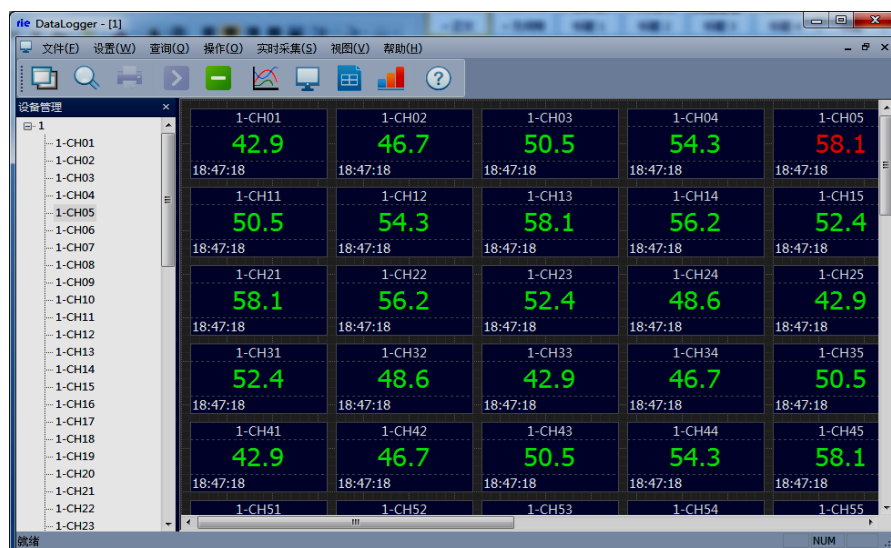 rie DataLogger - [1]
文件(F) 设置(W) 查询(Q) 操作(O) 实时采集(S) 视图(V) 帮助(H)
设备管理
1
1-CH01
1-CH02
1-CH03
1-CH04
1-CH05
1-CH06
1-CH07
1-CH08
1-CH09
1-CH10
1-CH11
1-CH12
1-CH13
1-CH14
1-CH15
1-CH16
1-CH17
1-CH18
1-CH19
1-CH20
1-CH21
1-CH22
1-CH23
1-CH01 1-CH02 1-CH03 1-CH04 1-CH05
42.9 46.7 50.5 54.3 58.1
18:47:18 18:47:18 18:47:18 18:47:18 18:47:18
1-CH11 1-CH12 1-CH13 1-CH14 1-CH15
50.5 54.3 58.1 56.2 52.4
18:47:18 18:47:18 18:47:18 18:47:18 18:47:18
1-CH21 1-CH22 1-CH23 1-CH24 1-CH25
58.1 56.2 52.4 48.6 42.9
18:47:18 18:47:18 18:47:18 18:47:18 18:47:18
1-CH31 1-CH32 1-CH33 1-CH34 1-CH35
52.4 48.6 42.9 46.7 50.5
18:47:18 18:47:18 18:47:18 18:47:18 18:47:18
1-CH41 1-CH42 1-CH43 1-CH44 1-CH45
42.9 46.7 50.5 54.3 58.1
18:47:18 18:47:18 18:47:18 18:47:18 18:47:18
1-CH51 1-CH52 1-CH53 1-CH54 1-CH55
就绪 NUM